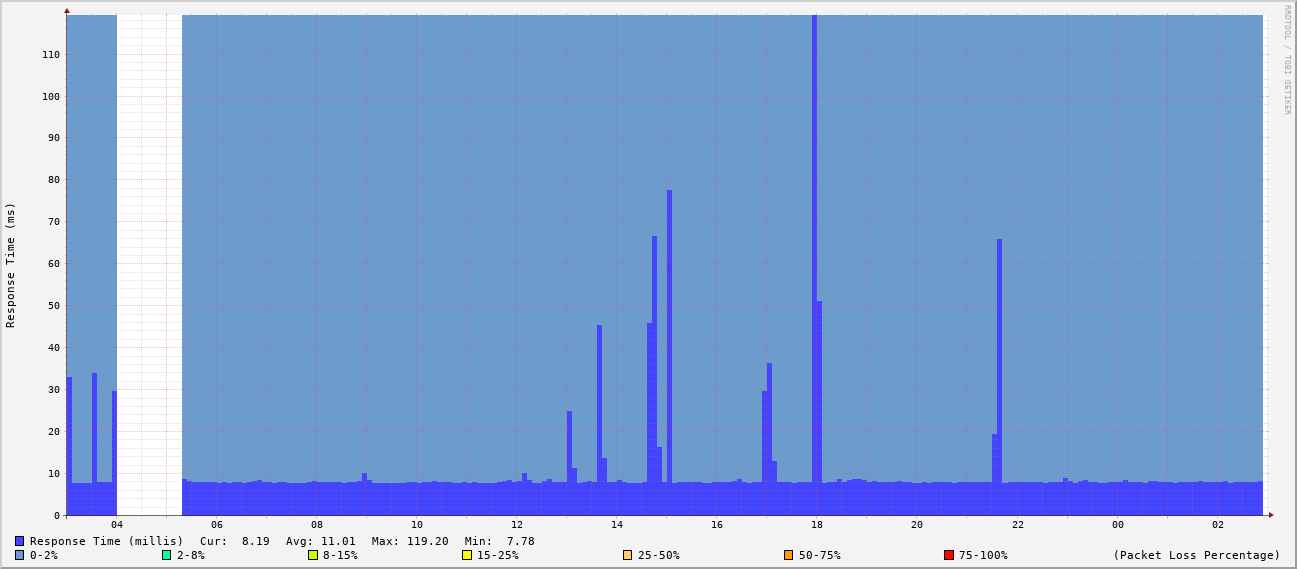 RRDTOOL / TOBI OETIKER
Response Time (ms)
110
100
90
80
70
60
50
40
30
20
10
0
04 06 08 10 12 14 16 18 20 22 00 02
Response Time (millis) Cur: 8.19 Avg: 11.01 Max: 119.20 Min: 7.78
0-2% 2-8% 8-15% 15-25% 25-50% 50-75% 75-100% (Packet Loss Percentage)